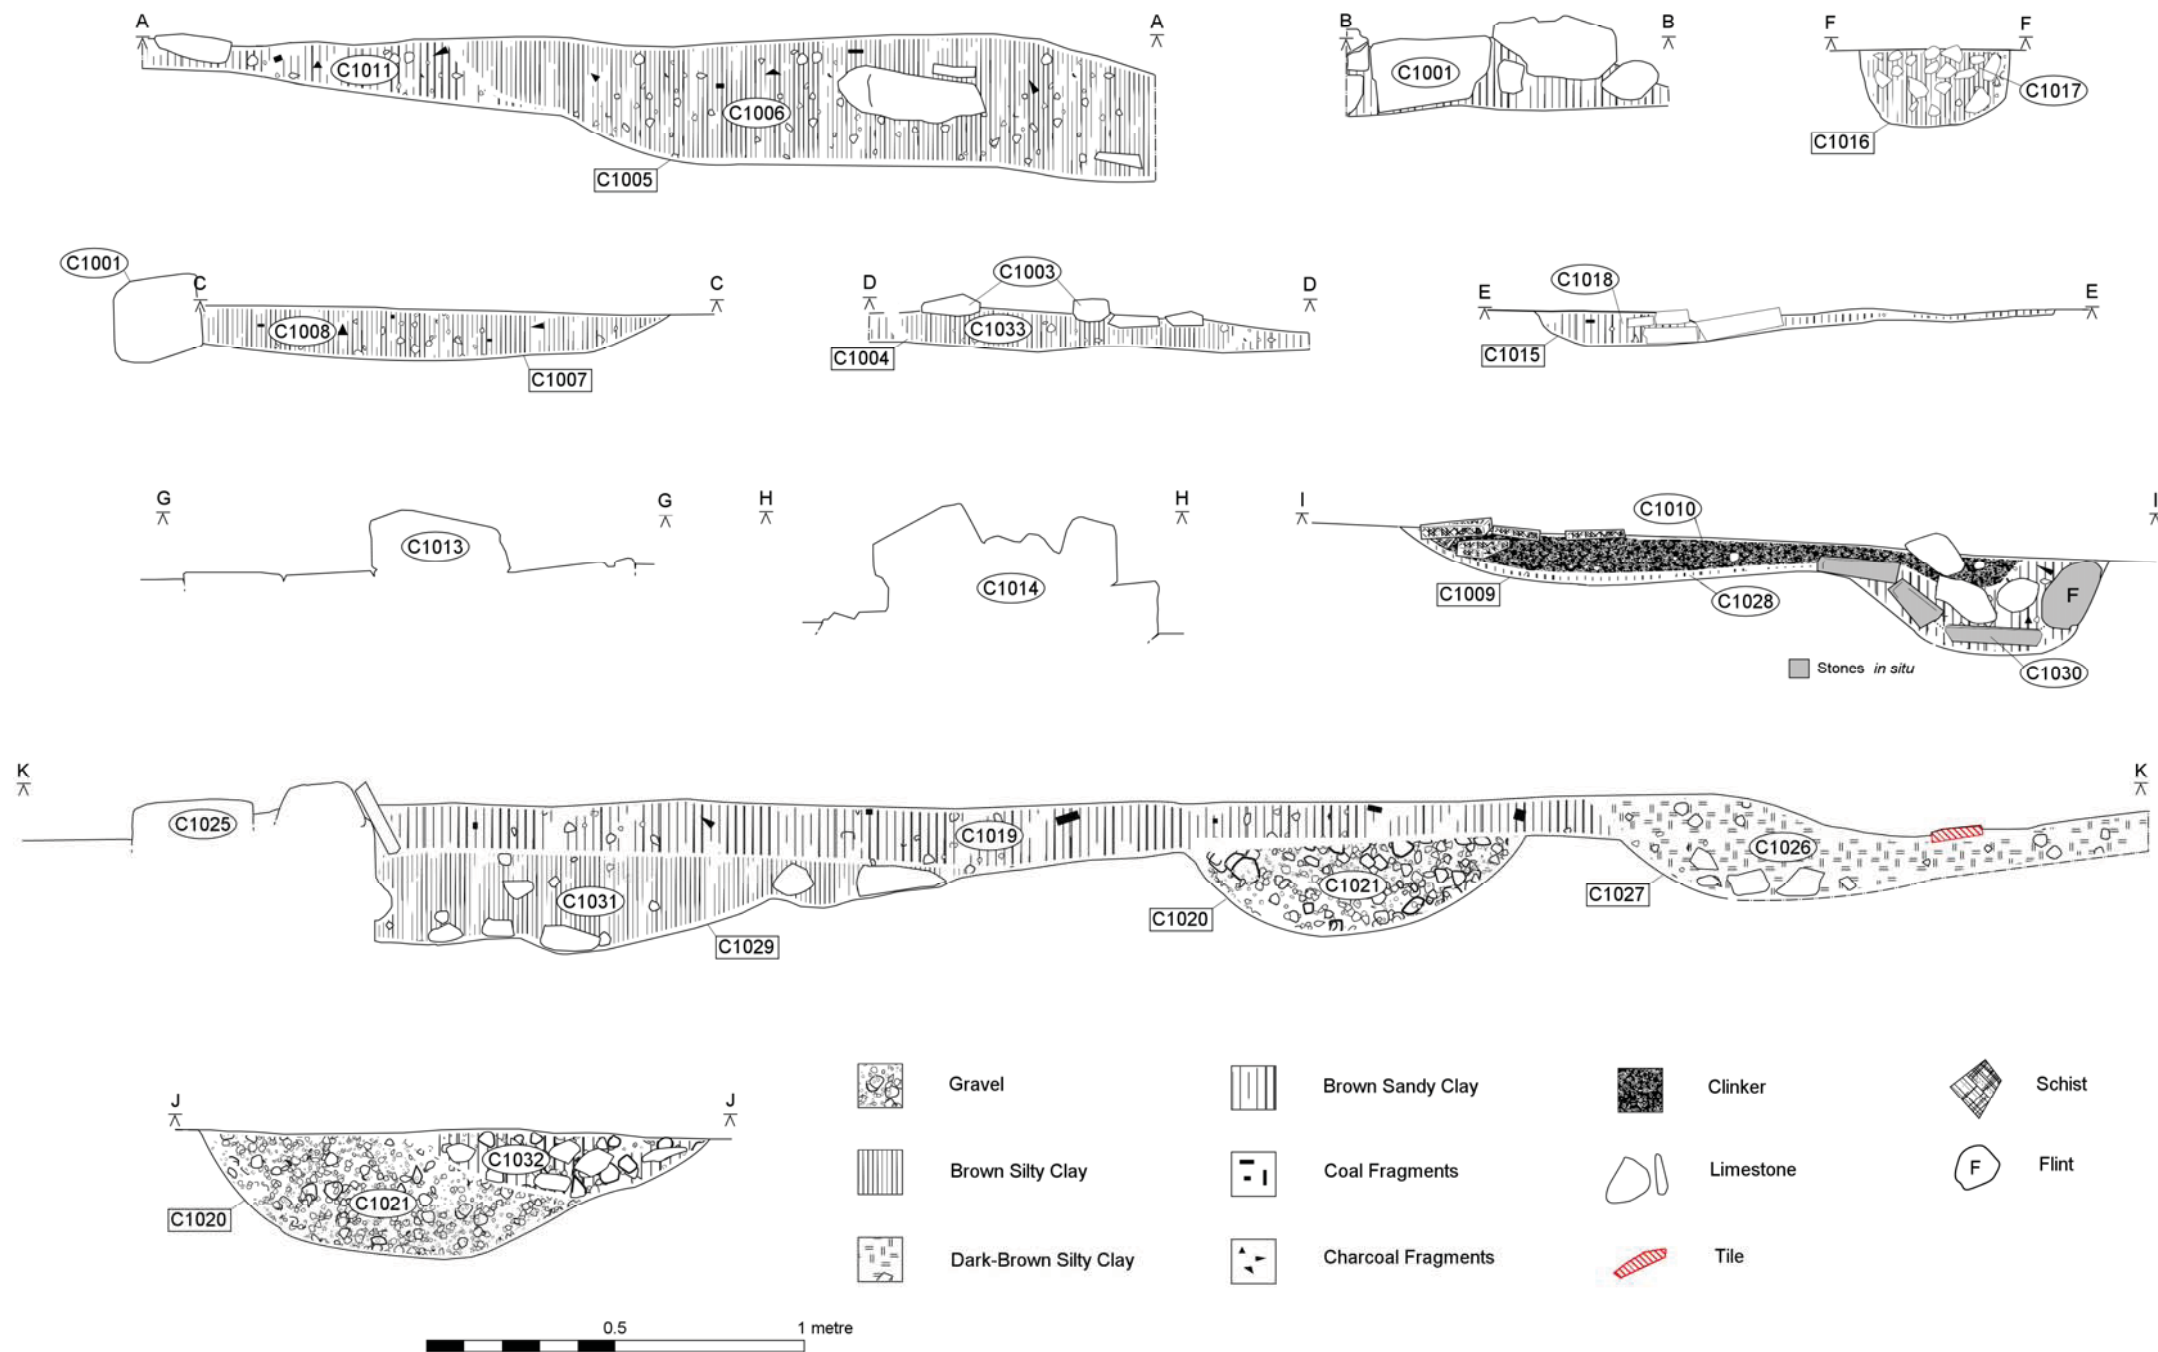 A A
C1011
C1006
C1005
B B
C1001
F F
C1017
C1016
C1001
C C
C1008
C1007
D D
C1003
C1033
C1004
E E
C1018
C1015
G G
C1013
H H
C1014
I I
C1010
C1009
C1028
F
C1030
Stones in situ
K K
C1025
C1019
C1031
C1029
C1021
C1020
C1026
C1027
J J
C1032
C1021
C1020
Gravel
Brown Silty Clay
Dark-Brown Silty Clay
Brown Sandy Clay
Coal Fragments
Charcoal Fragments
Clinker
Limestone
Tile
Schist
F Flint
0.5 1 metre